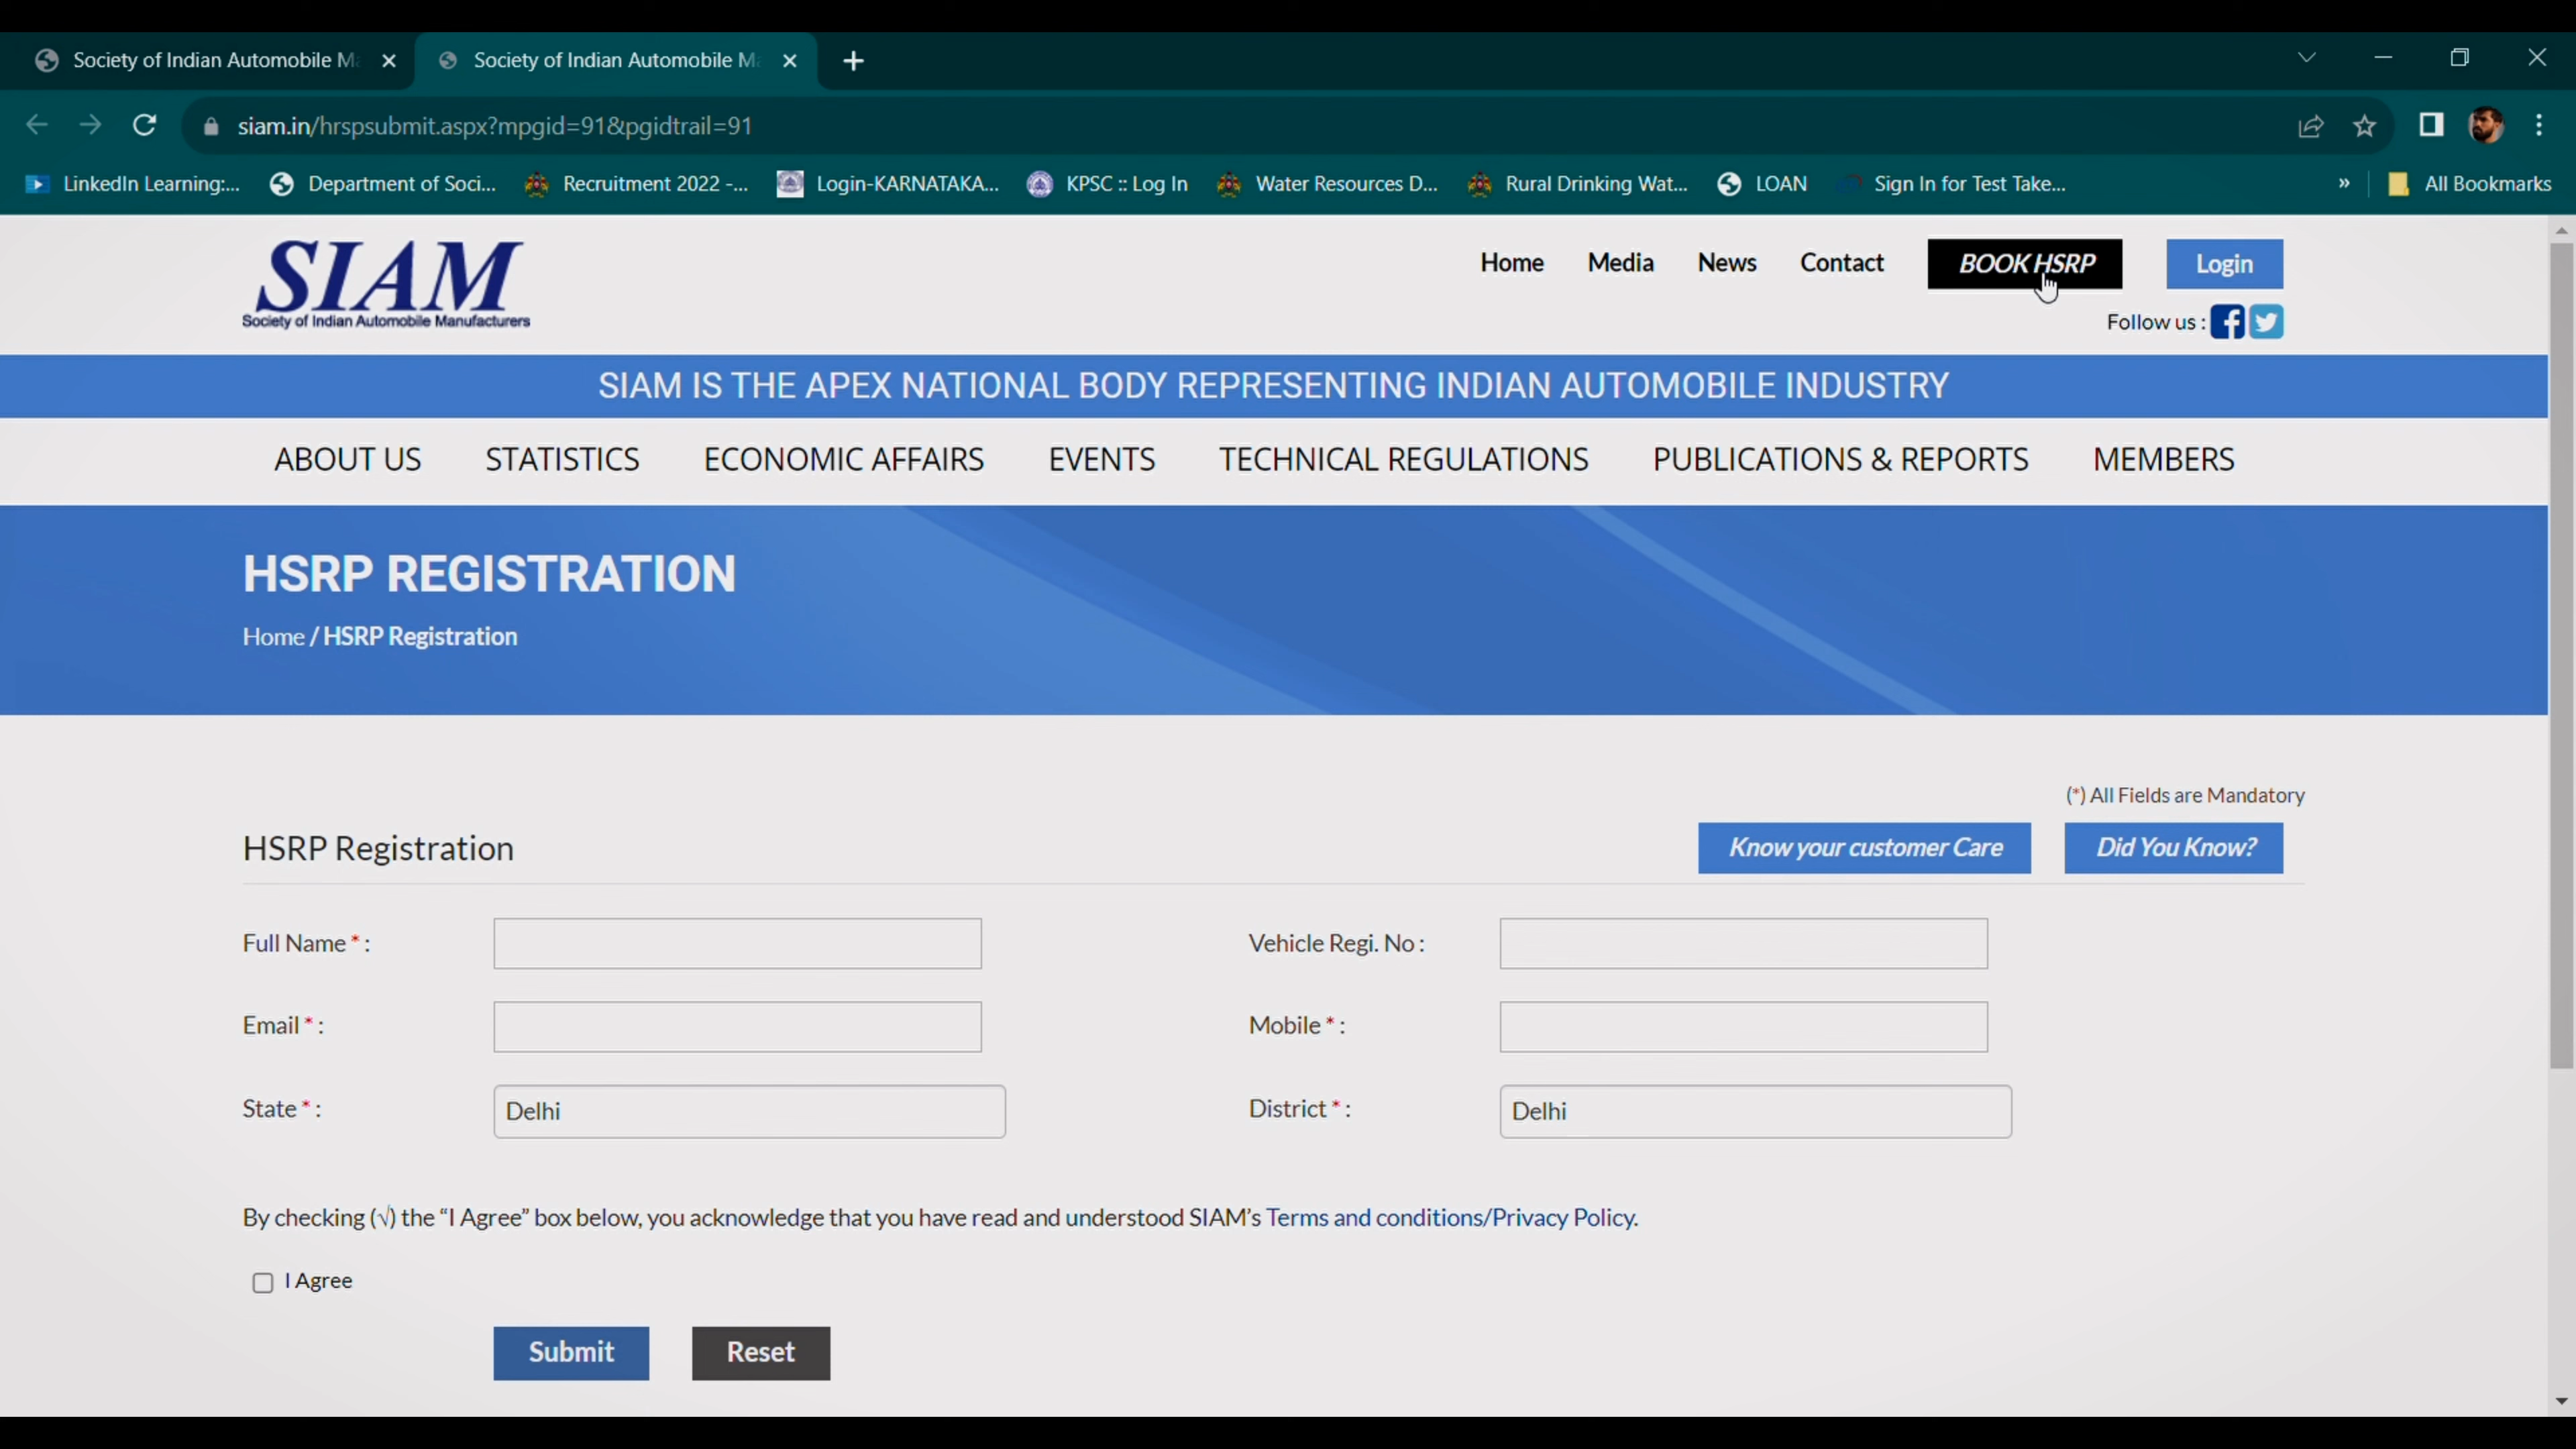 Society of Indian Automobile Ma
Society of Indian Automobile Ma
siam.in/hrspsubmit.aspx?mpgid=91&pgidtrail=91
LinkedIn Learning:... Department of Soci... Recruitment 2022 -... Login-KARNATAKA... KPSC :: Log In Water Resources D... Rural Drinking Wat... LOAN Sign In for Test Take... » All Bookmarks
SIAM
Society of Indian Automobile Manufacturers
Home Media News Contact BOOK HSRP Login
Follow us :
SIAM IS THE APEX NATIONAL BODY REPRESENTING INDIAN AUTOMOBILE INDUSTRY
ABOUT US STATISTICS ECONOMIC AFFAIRS EVENTS TECHNICAL REGULATIONS PUBLICATIONS & REPORTS MEMBERS
HSRP REGISTRATION
Home / HSRP Registration
(*) All Fields are Mandatory
HSRP Registration Know your customer Care Did You Know?
Full Name * : Vehicle Regi. No :
Email * : Mobile * :
State * : Delhi District * : Delhi
By checking (√) the “I Agree” box below, you acknowledge that you have read and understood SIAM’s Terms and conditions/Privacy Policy.
I Agree
Submit Reset